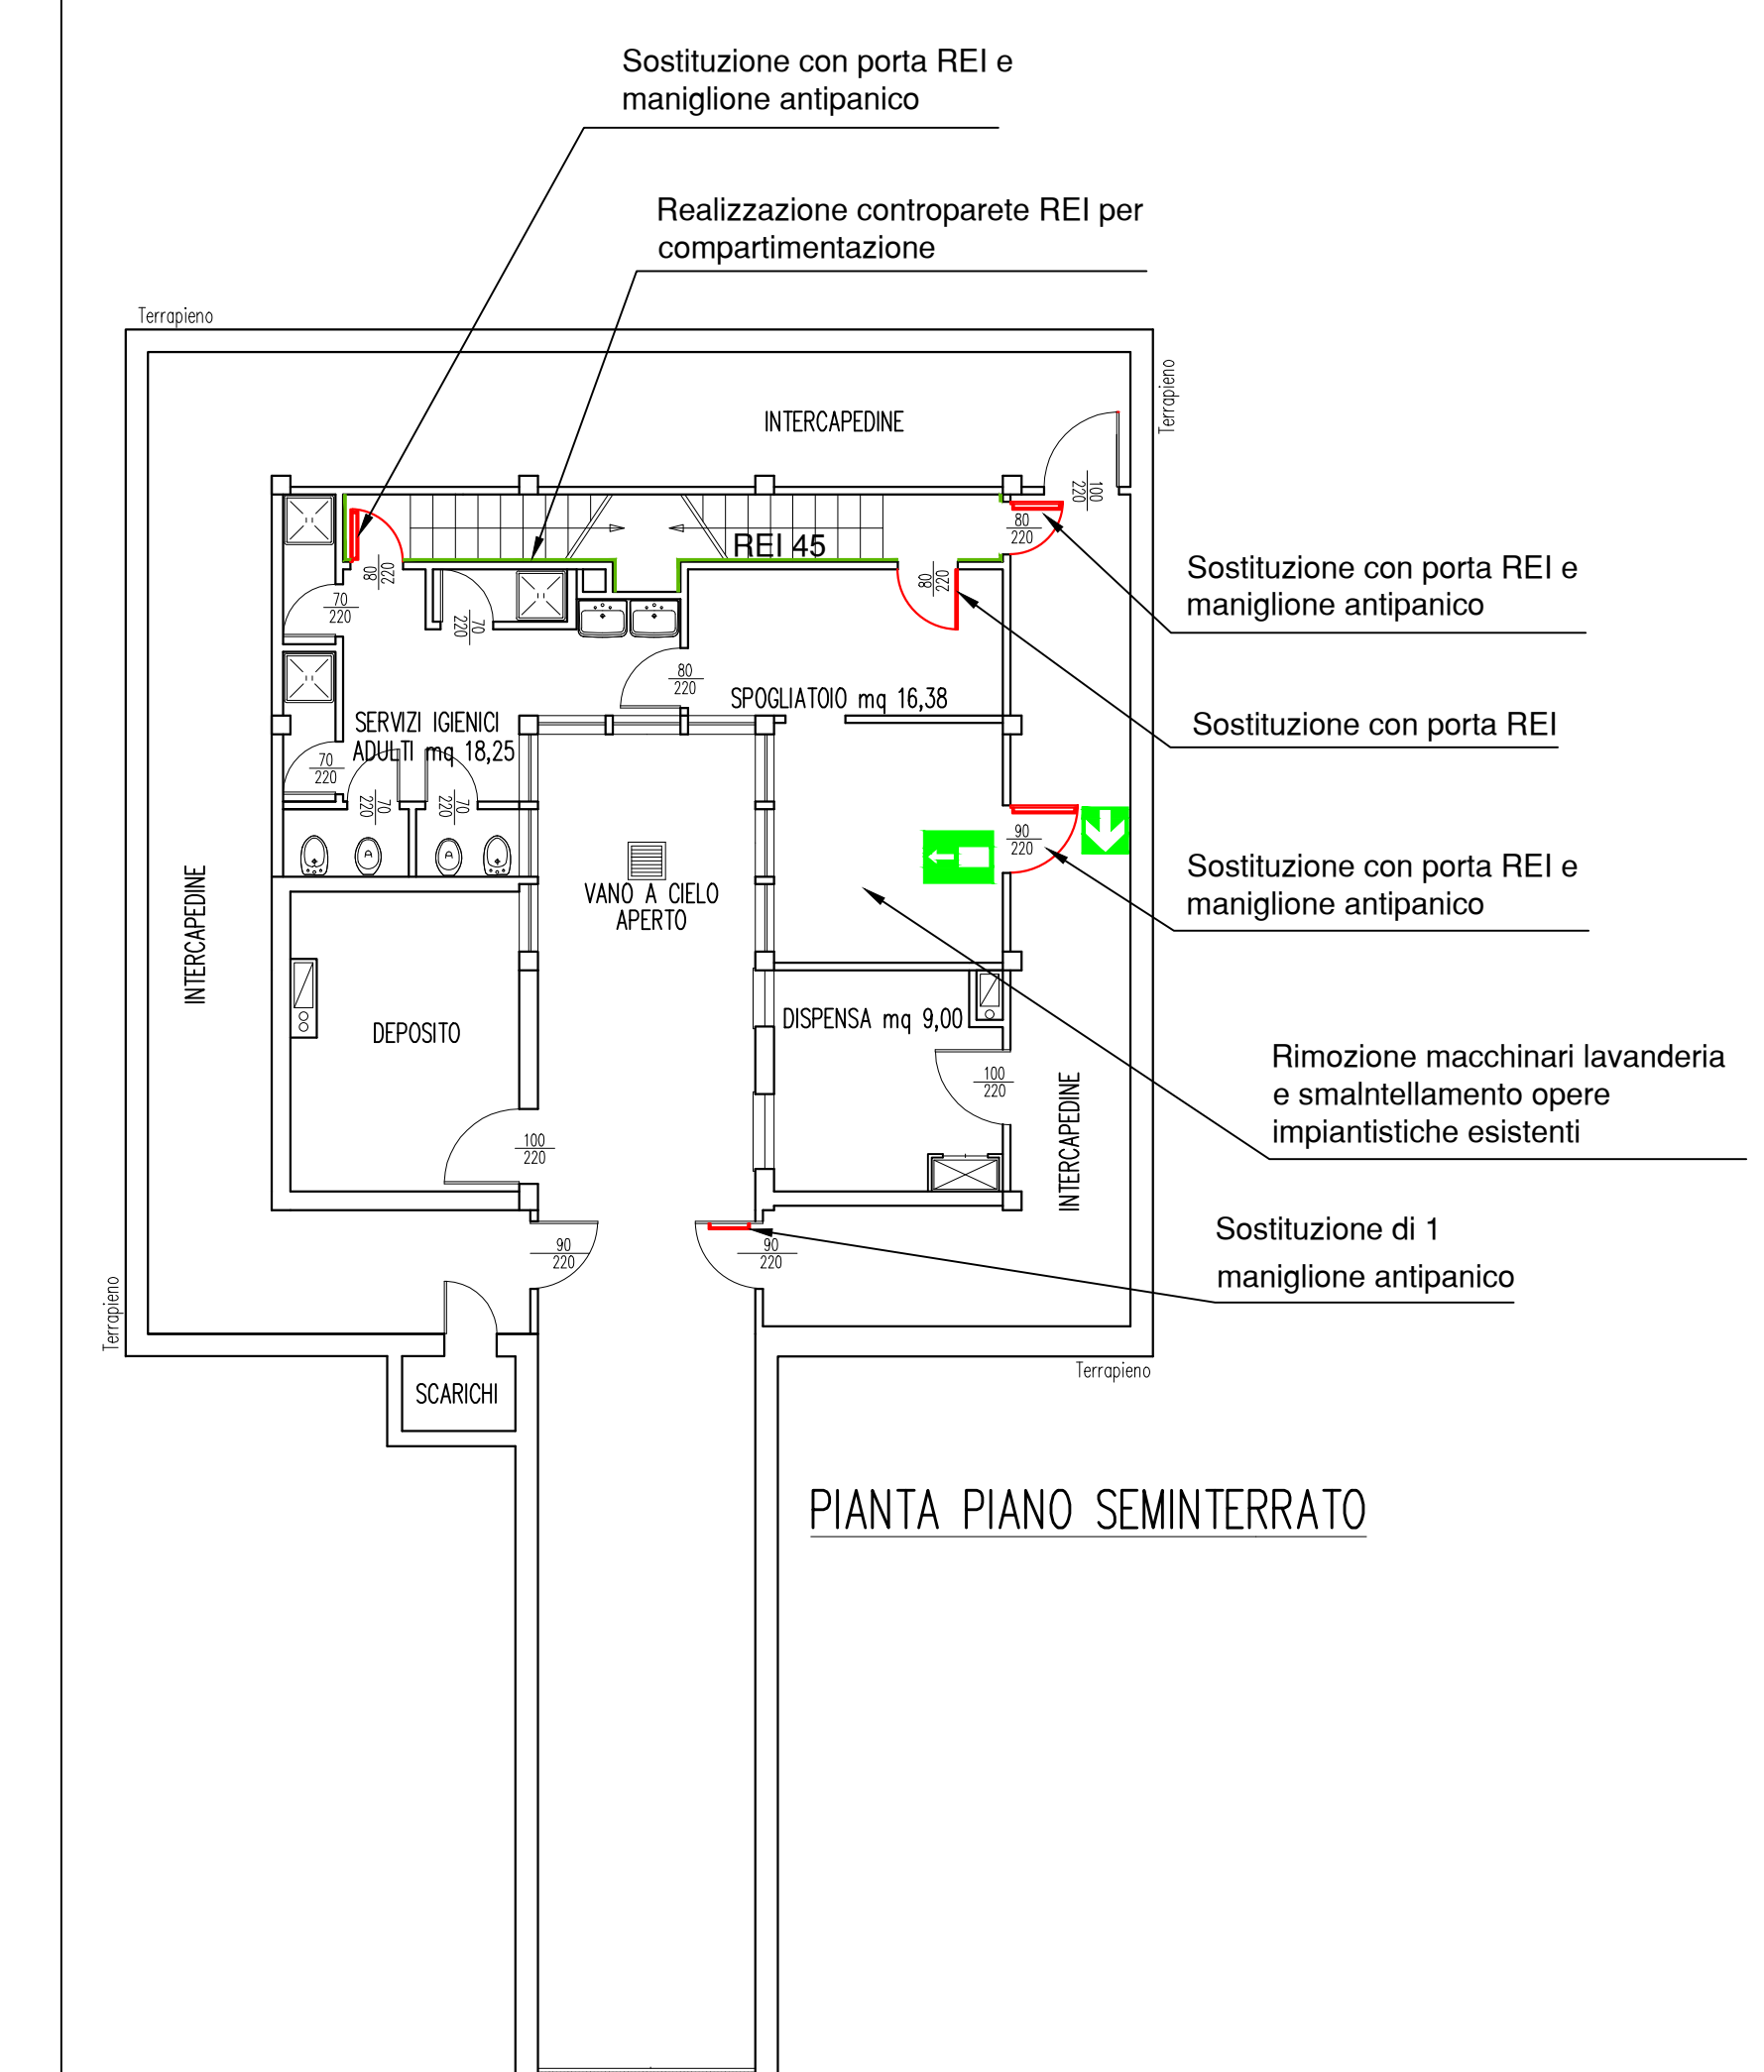 Sostituzione con porta REI e
maniglione antipanico
Realizzazione controparete REI per
compartimentazione
Terrapieno
Terrapieno
INTERCAPEDINE
100
220
80
220
REI 45
80
220
80
220
70
220
70
220
80
220
Sostituzione con porta REI e
maniglione antipanico
SPOGLIATOIO mq 16,38
Sostituzione con porta REI
SERVIZI IGIENICI
ADULTI mq 18,25
70
220
70
220
70
220
90
220
Sostituzione con porta REI e
maniglione antipanico
VANO A CIELO
APERTO
INTERCAPEDINE
DEPOSITO
DISPENSA mq 9,00
100
220
INTERCAPEDINE
Rimozione macchinari lavanderia
e smalntellamento opere
impiantistiche esistenti
100
220
90
220
90
220
Sostituzione di 1
maniglione antipanico
Terrapieno
Terrapieno
SCARICHI
PIANTA PIANO SEMINTERRATO